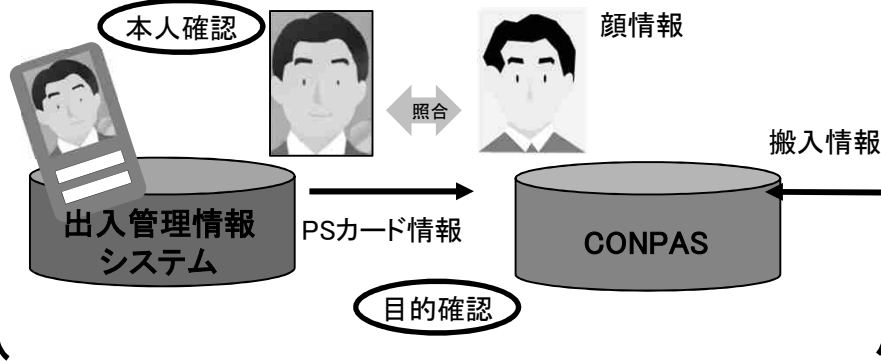 本人確認
顔情報
照合
搬入情報
出入管理情報
システム
PSカード情報
CONPAS
目的確認